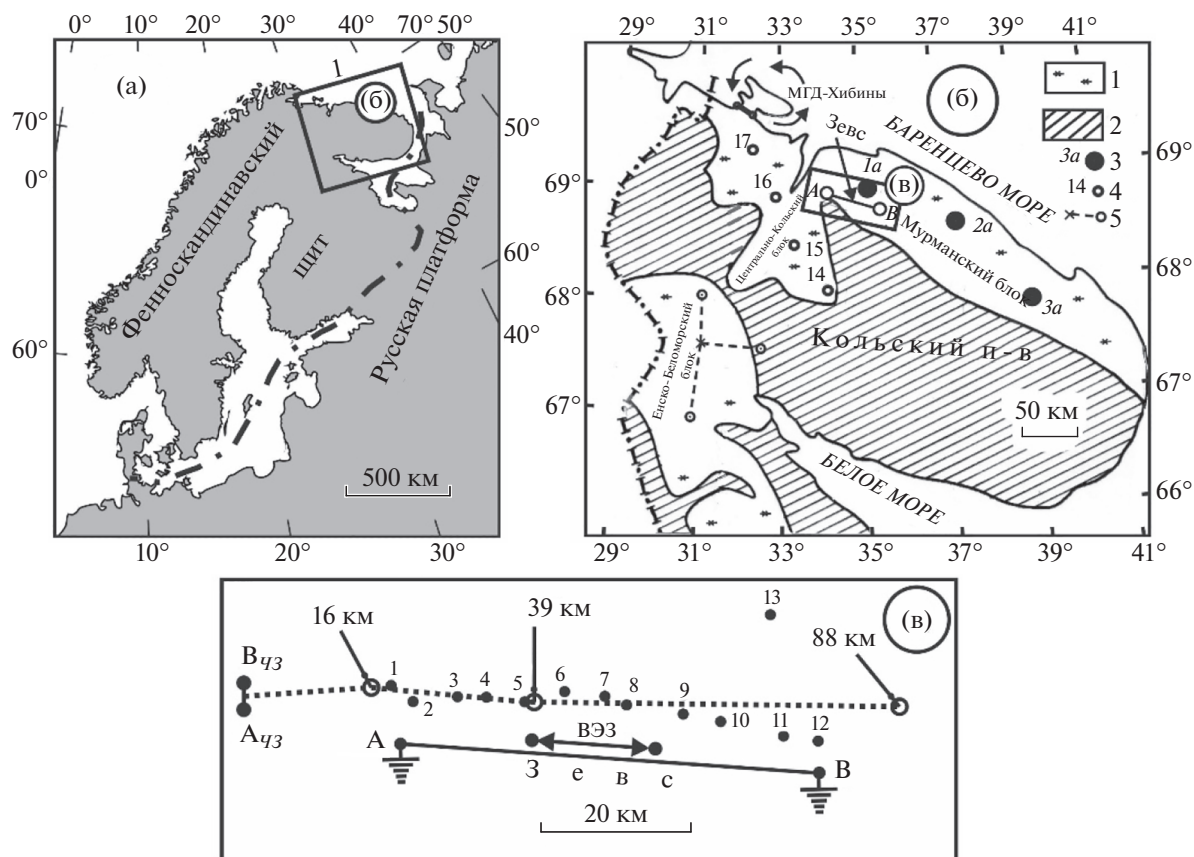 0° 10° 20° 30° 40° 70° 50°
(а)
1
(б)
70°
0°
60°
50°
60°
40°
Фенноскандинавский
щит
Русская платформа
500 км
10° 20° 30°
29° 31° 33° 35° 37° 39° 41°
МГД-Хибины
(б)
1
2
3а 3
14 4
5
Зевс
БАРЕНЦЕВО МОРЕ
17
1а
(в)
16
А
В
2а
Мурманский блок
Центрально-Кольский
блок
15
14
3а
Кольский п-в
Енско-Беломорский
блок
50 км
БЕЛОЕ МОРЕ
69°
68°
67°
69°
68°
67°
66°
29° 31° 33° 35° 37° 39° 41°
(в)
16 км
39 км
88 км
13
BЧЗ
AЧЗ
1 2 3 4 5 6 7 8 9 10 11 12
ВЭЗ
А
В
З е в с
20 км